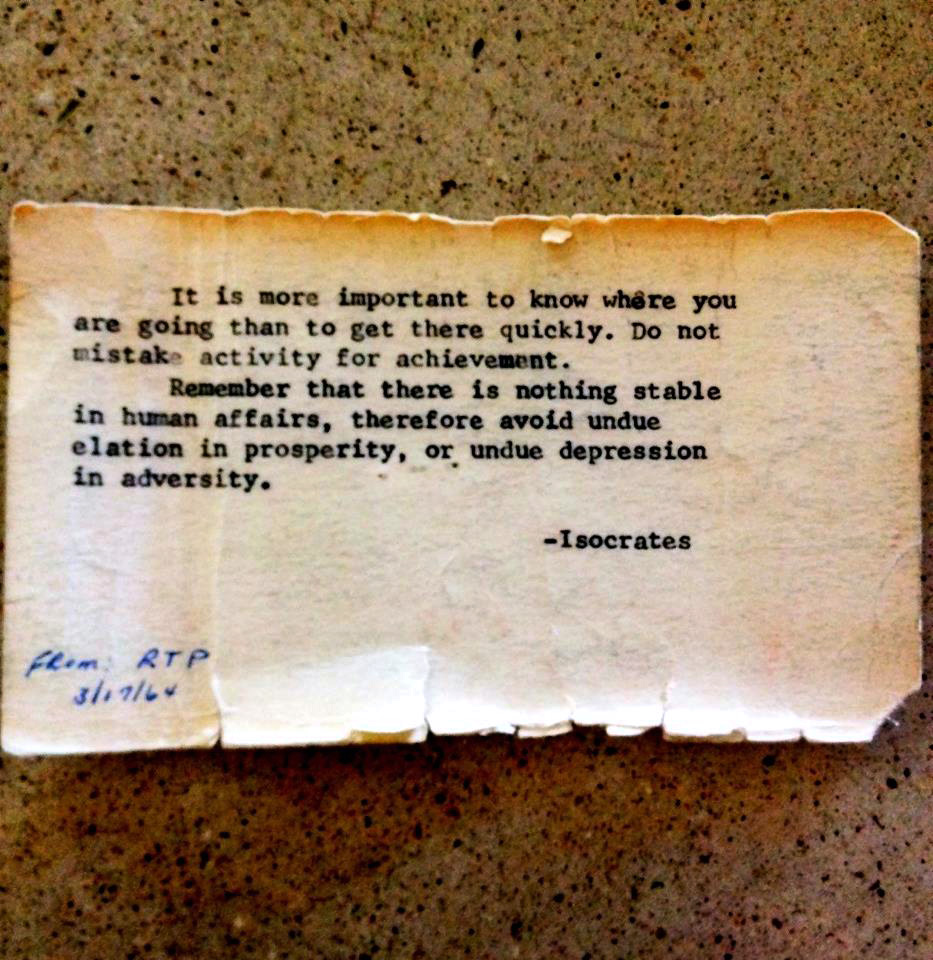 It is more important to know where you
are going than to get there quickly. Do not
mistake activity for achievement.
Remember that there is nothing stable
in human affairs, therefore avoid undue
elation in prosperity, or undue depression
in adversity.
-Isocrates
From: RTP
3/17/64